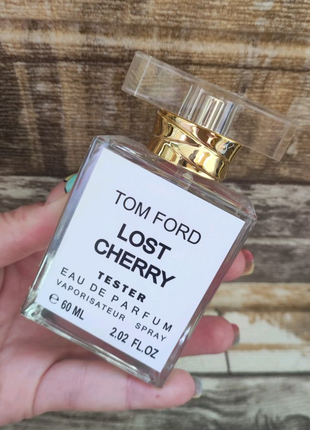 TOM FORD
LOST
CHERRY
TESTER
EAU DE PARFUM
VAPORISATEUR SPRAY
℮ 60 ML
2.02 FL.OZ